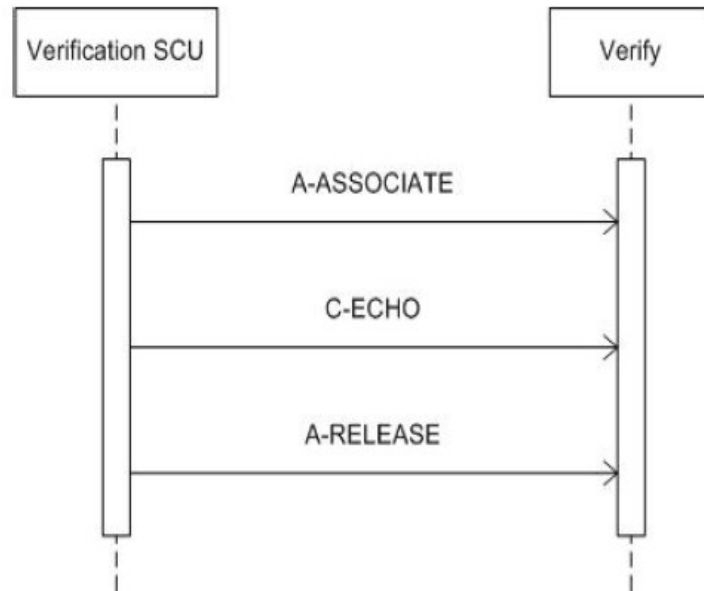 Verification SCU
Verify
A-ASSOCIATE
C-ECHO
A-RELEASE